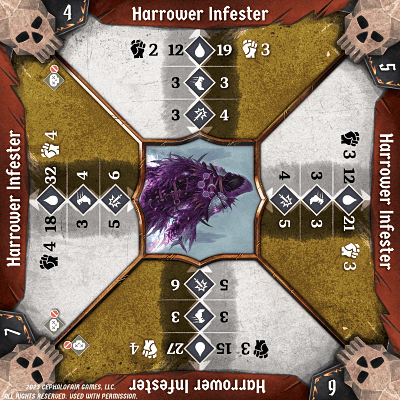 4
Harrower Infester
2 12 19 3
3 3
3 4
5
Harrower Infester
3 12 21 3
3 3
4 5
6
Harrower Infester
3 15 27 4
3 3
5 6
7
Harrower Infester
4 18 32 4
3 4
5 6
2023 CEPHALOFAIR GAMES, LLC.
ALL RIGHTS RESERVED. USED WITH PERMISSION.